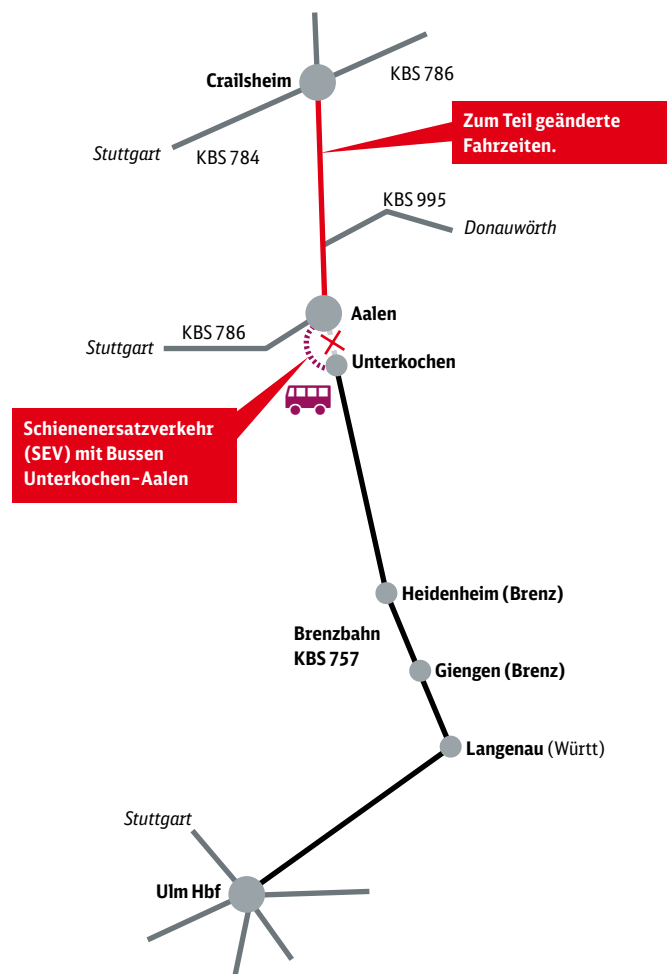 Crailsheim
KBS 786
Zum Teil geänderte
Fahrzeiten.
Stuttgart
KBS 784
KBS 995
Donauwörth
Aalen
KBS 786
Stuttgart
Unterkochen
Schienenersatzverkehr
(SEV) mit Bussen
Unterkochen-Aalen
Heidenheim (Brenz)
Brenzbahn
KBS 757
Giengen (Brenz)
Langenau (Württ)
Stuttgart
Ulm Hbf